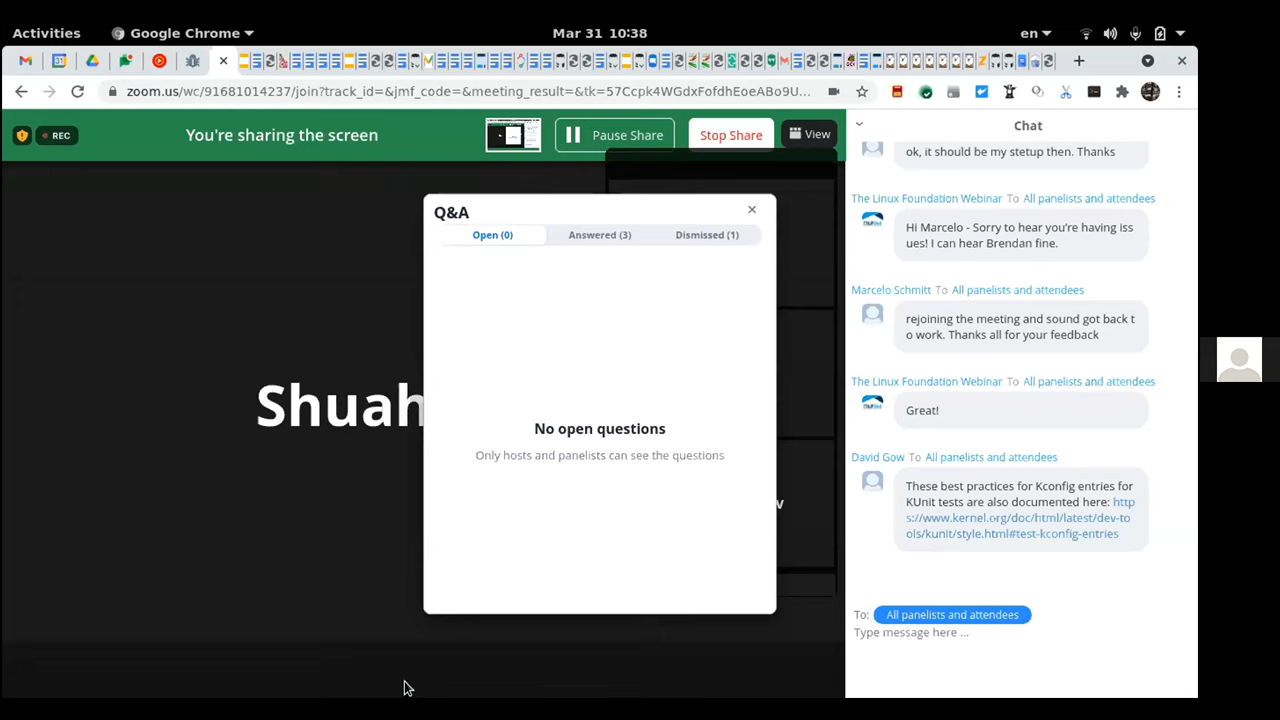 Activities
Google Chrome
Mar 31 10:38
en
zoom.us/wc/91681014237/join?track_id=&jmf_code=&meeting_result=&tk=57Ccpk4WGdxFofdhEoeABo9U...
REC
You're sharing the screen
Pause Share
Stop Share
View
Chat
ok, it should be my stetup then. Thanks
The Linux Foundation Webinar To All panelists and attendees
Hi Marcelo - Sorry to hear you're having iss
ues! I can hear Brendan fine.
Marcelo Schmitt To All panelists and attendees
rejoining the meeting and sound got back t
o work. Thanks all for your feedback
The Linux Foundation Webinar To All panelists and attendees
Great!
David Gow To All panelists and attendees
These best practices for Kconfig entries for
KUnit tests are also documented here: http
s://www.kernel.org/doc/html/latest/dev-to
ols/kunit/style.html#test-kconfig-entries
To: All panelists and attendees
Type message here ...
Q&A
Open (0)
Answered (3)
Dismissed (1)
No open questions
Only hosts and panelists can see the questions
Shuah
v